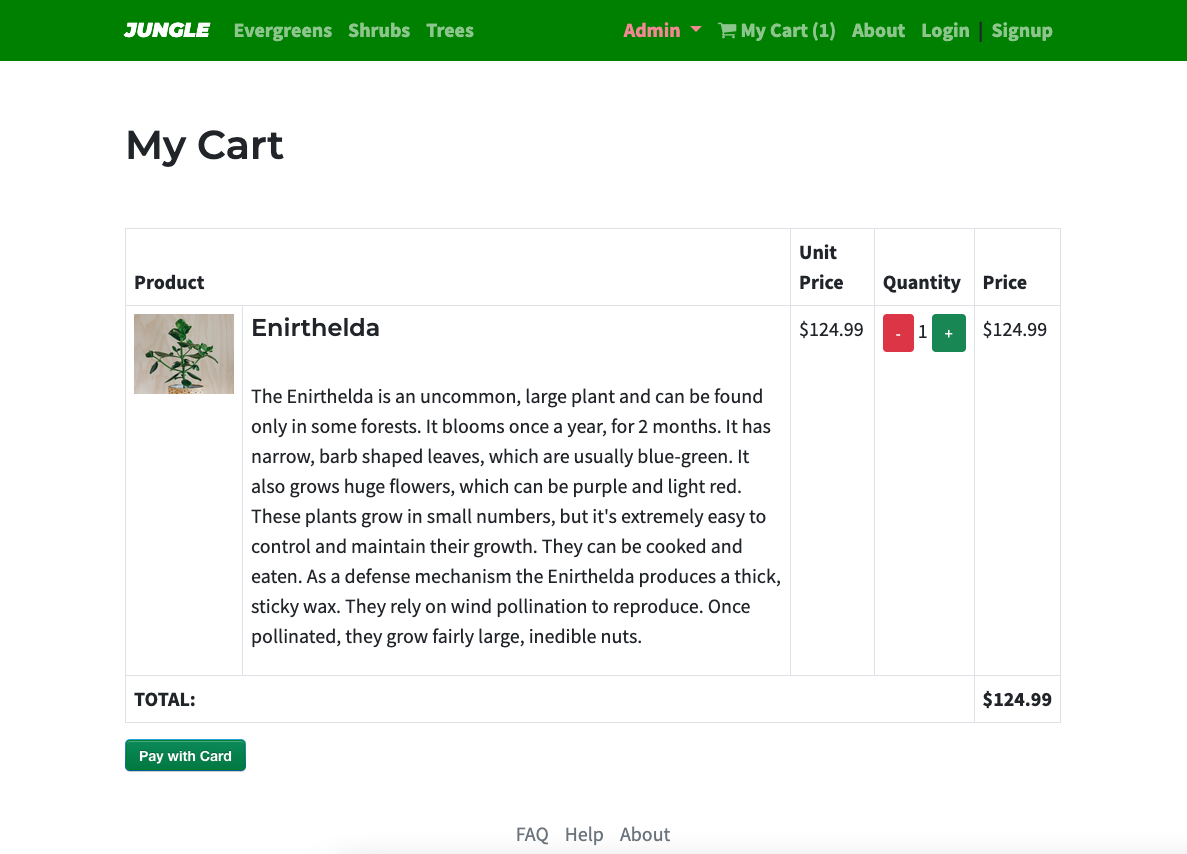 JUNGLE Evergreens Shrubs Trees Admin My Cart (1) About Login | Signup
My Cart
Product Unit Price Quantity Price
Enirthelda $124.99 - 1 + $124.99
The Enirthelda is an uncommon, large plant and can be found
only in some forests. It blooms once a year, for 2 months. It has
narrow, barb shaped leaves, which are usually blue-green. It
also grows huge flowers, which can be purple and light red.
These plants grow in small numbers, but it's extremely easy to
control and maintain their growth. They can be cooked and
eaten. As a defense mechanism the Enirthelda produces a thick,
sticky wax. They rely on wind pollination to reproduce. Once
pollinated, they grow fairly large, inedible nuts.
TOTAL: $124.99
Pay with Card
FAQ Help About